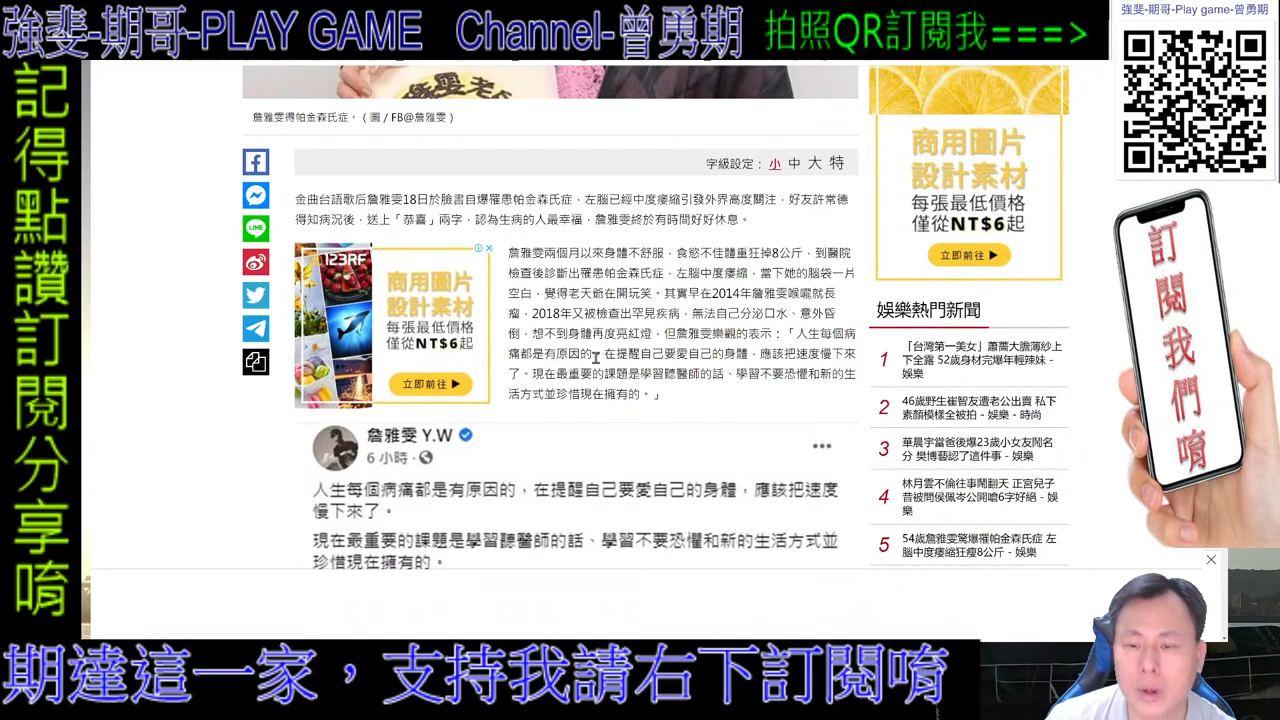 強斐-期哥-PLAY GAME Channel-曾勇期
拍照QR訂閱我===>
強斐-期哥-Play game-曾勇期
記得點讚訂閱分享唷
詹雅雯得帕金森氏症。（圖／FB@詹雅雯）
字級設定： 小 中 大 特
金曲台語歌后詹雅雯18日於臉書自爆罹患帕金森氏症，左腦已經中度痿縮引發外界高度關注，好友許常德
得知病況後，送上「恭喜」兩字，認為生病的人最幸福，詹雅雯終於有時間好好休息。
123RF
商用圖片
設計素材
每張最低價格
僅從NT$6起
立即前往 ▶
詹雅雯兩個月以來身體不舒服，食慾不佳體重狂掉8公斤，到醫院
檢查後診斷出罹患帕金森氏症，左腦中度痿縮，當下她的腦袋一片
空白，覺得老天爺在開玩笑。其實早在2014年詹雅雯喉嚨就長
瘤，2018年又被檢查出罕見疾病，無法自己分泌口水、意外昏
倒，想不到身體再度亮紅燈，但詹雅雯樂觀的表示：「人生每個病
痛都是有原因的，在提醒自己要愛自己的身體，應該把速度慢下來
了。現在最重要的課題是學習聽醫師的話、學習不要恐懼和新的生
活方式並珍惜現在擁有的。」
詹雅雯 Y.W
6 小時 ·
人生每個病痛都是有原因的，在提醒自己要愛自己的身體，應該把速度
慢下來了。
現在最重要的課題是學習聽醫師的話、學習不要恐懼和新的生活方式並
珍惜現在擁有的。
商用圖片
設計素材
每張最低價格
僅從NT$6起
立即前往 ▶
娛樂熱門新聞
1 「台灣第一美女」蕭薔大膽薄紗上
下全露 52歲身材完爆年輕辣妹 -
娛樂
2 46歲野生崔智友遭老公出賣 私下
素顏模樣全被拍 - 娛樂 - 時尚
3 華晨宇當爸後爆23歲小女友鬧名
分 樊博藝認了這件事 - 娛樂
4 林月雲不倫往事鬧翻天 正宮兒子
昔被問侯佩岑公開嗆6字好絕 - 娛
樂
5 54歲詹雅雯驚爆罹帕金森氏症 左
腦中度痿縮狂瘦8公斤 - 娛樂
訂閱我們唷
期達這一家，支持我請右下訂閱唷